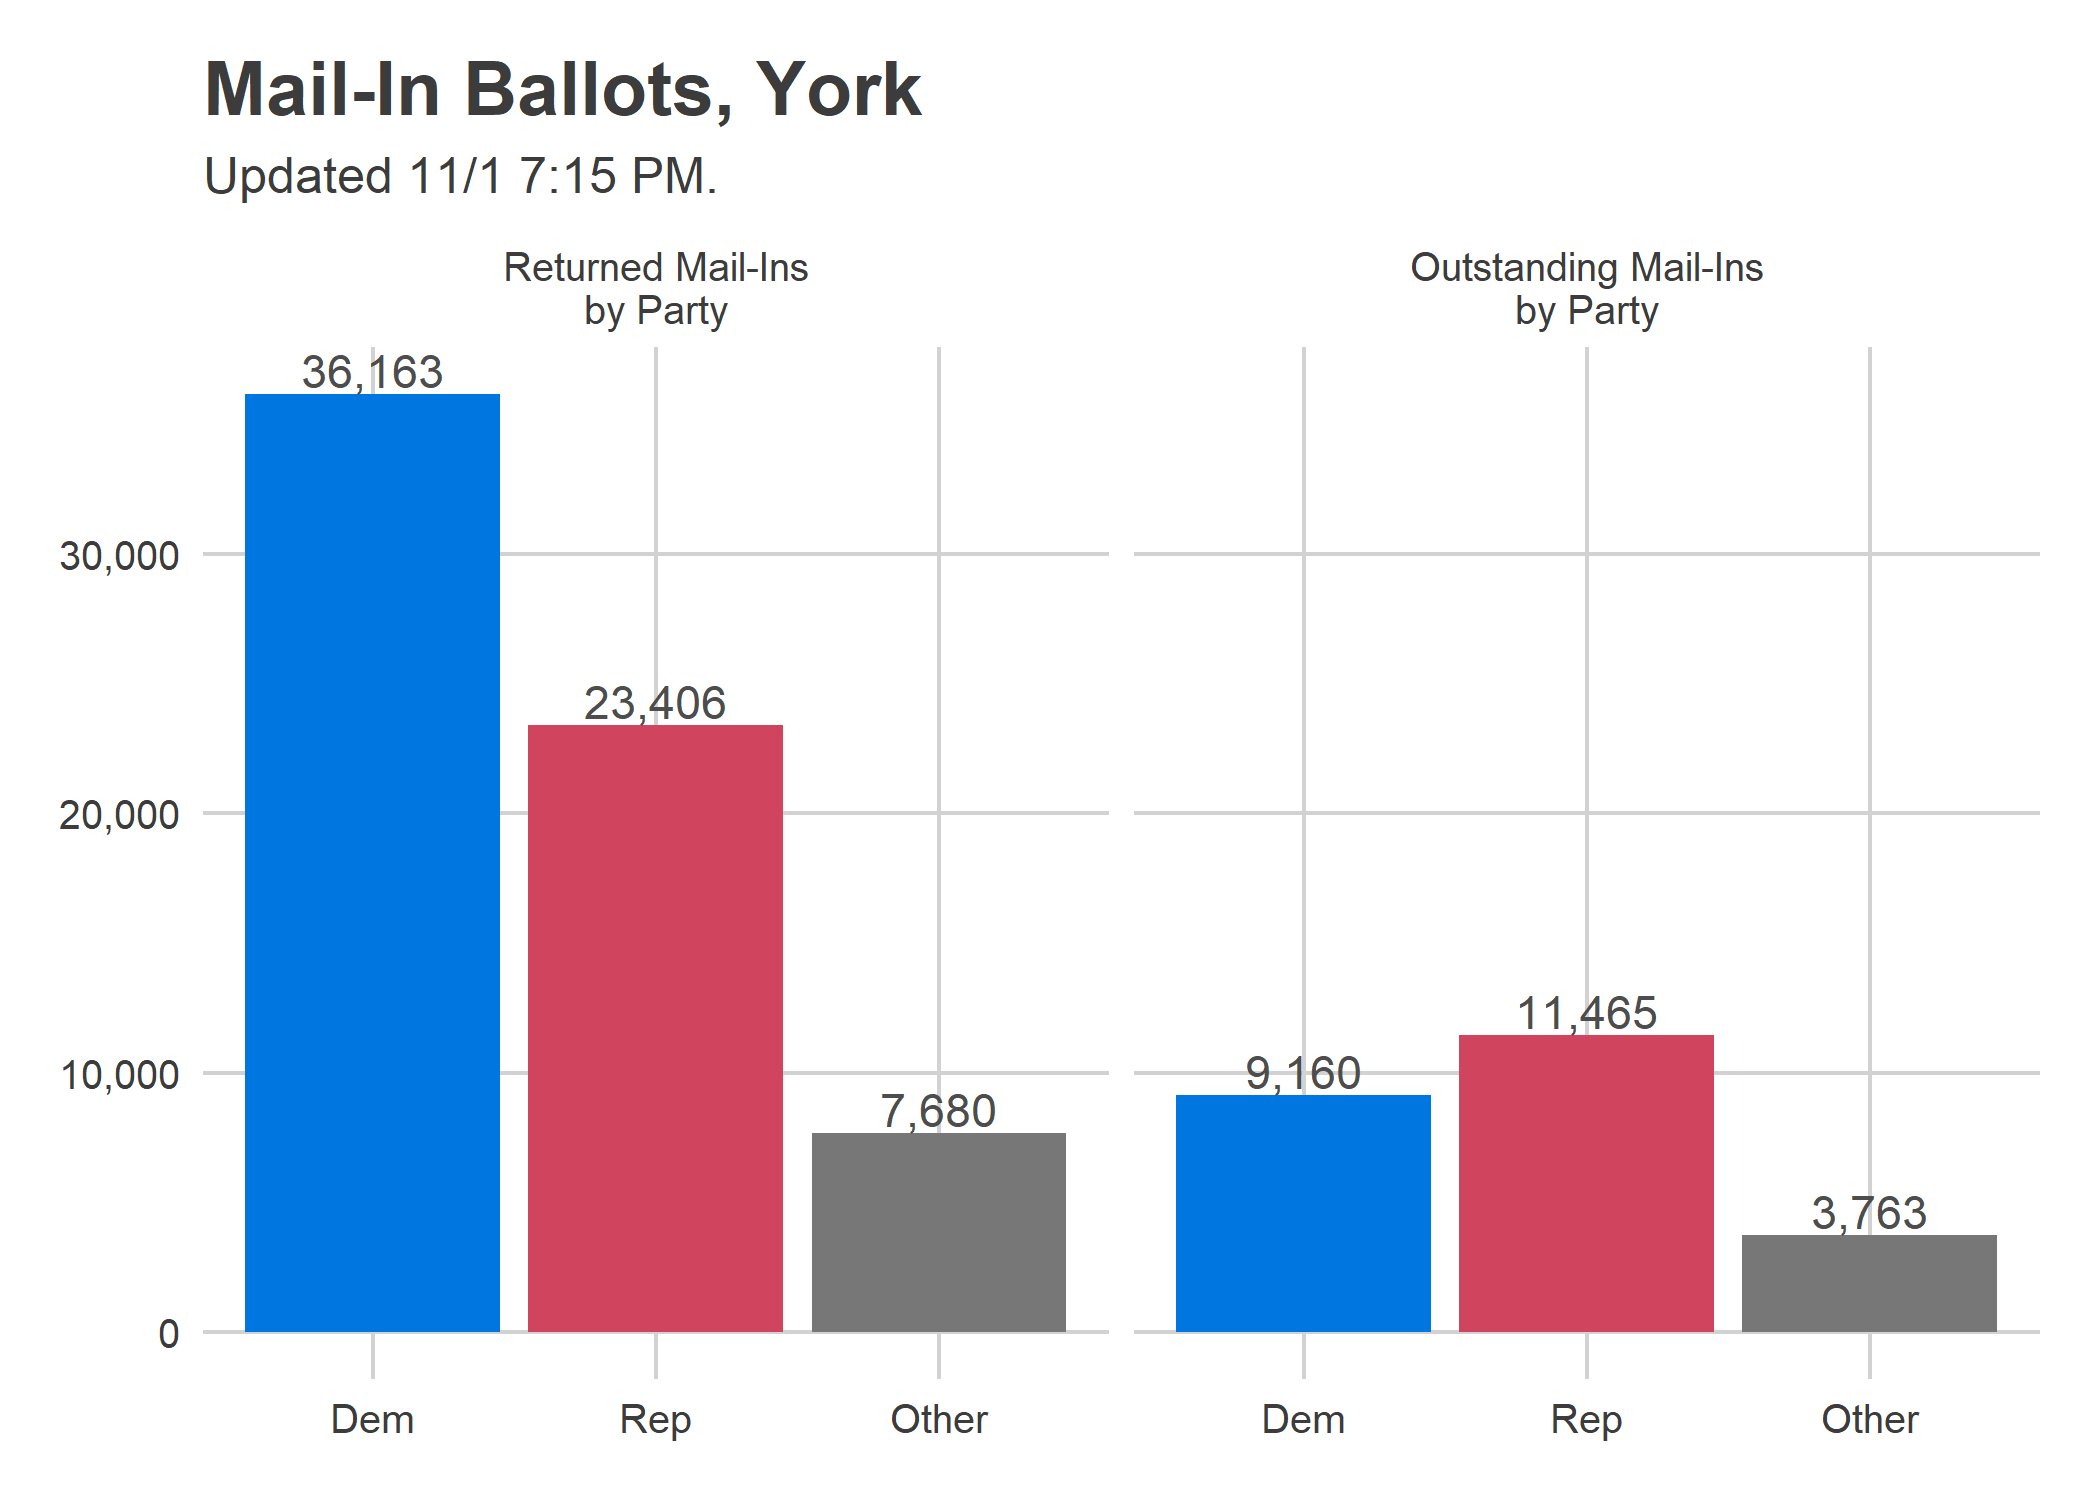 Mail-In Ballots, York
Updated 11/1 7:15 PM.
Returned Mail-Ins
by Party
Outstanding Mail-Ins
by Party
36,163
23,406
7,680
9,160
11,465
3,763
30,000
20,000
10,000
0
Dem
Rep
Other
Dem
Rep
Other